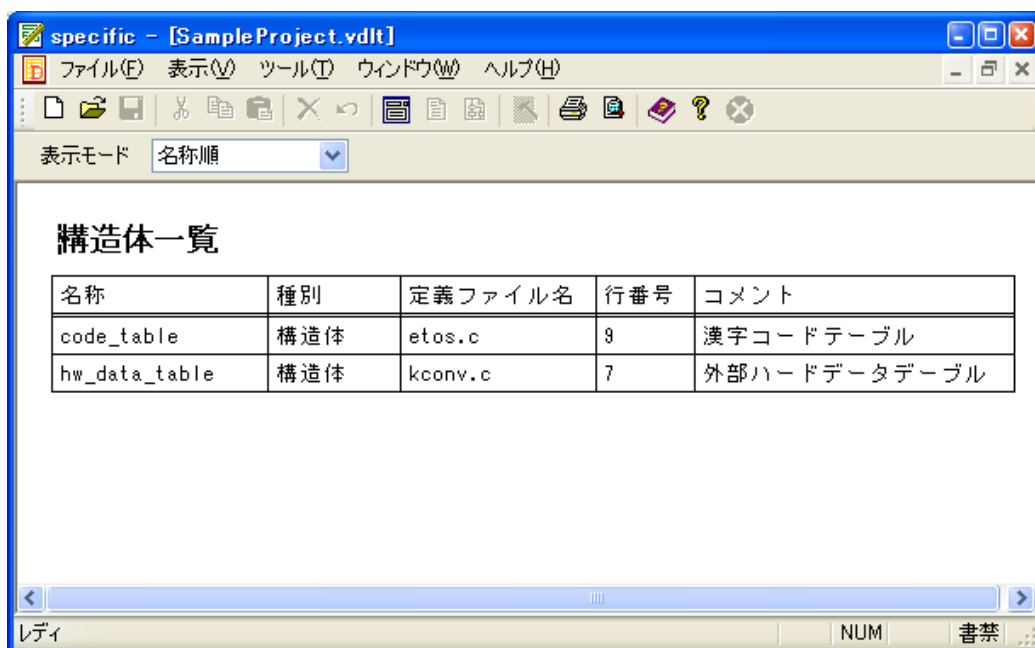 specific - [SampleProject.vdlt]
ファイル(F) 表示(V) ツール(T) ウィンドウ(W) ヘルプ(H)
表示モード 名称順
構造体一覧
名称 種別 定義ファイル名 行番号 コメント
code_table 構造体 etos.c 9 漢字コードテーブル
hw_data_table 構造体 kconv.c 7 外部ハードデータデーブル
レディ NUM 書禁